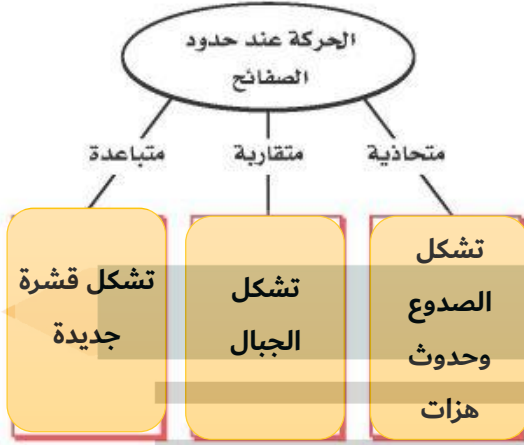 الحركة عند حدود
الصفائح
متحاذية
متقاربة
متباعدة
تشكل
الصدوع
وحدوث
هزات
تشكل
الجبال
تشكل قشرة
جديدة